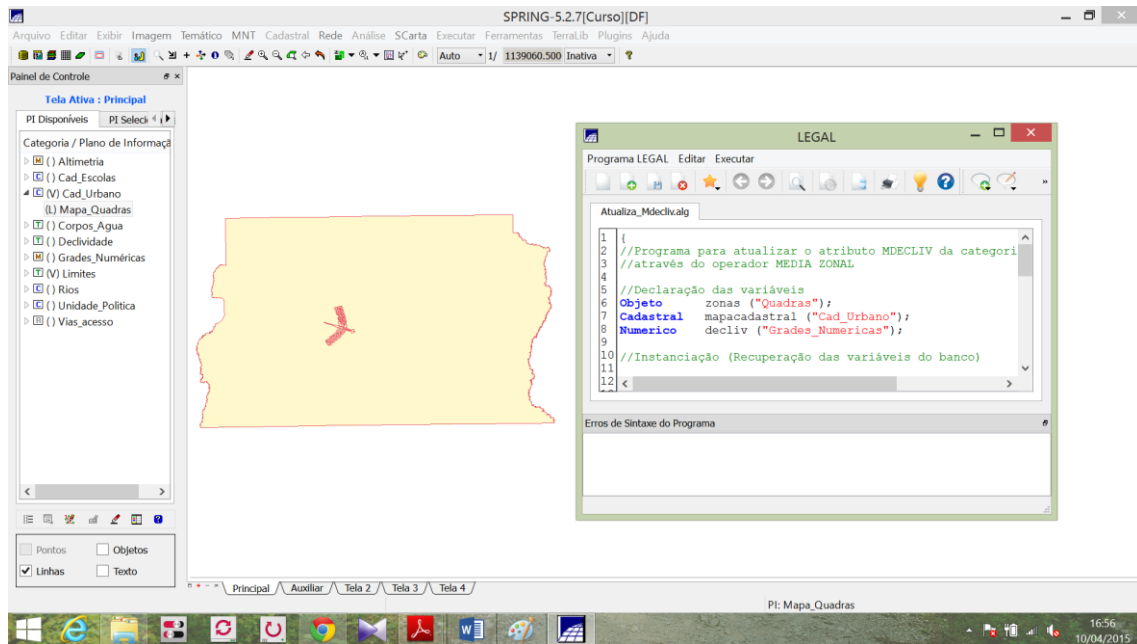 SPRING-5.2.7[Curso][DF]
Arquivo Editar Exibir Imagem Temático MNT Cadastral Rede Análise SCarta Executar Ferramentas TerraLib Plugins Ajuda
Auto 1/ 1139060.500 Inativa
Painel de Controle
Tela Ativa : Principal
PI Disponíveis PI Selecio
Categoria / Plano de Informaçã
M () Altimetria
C () Cad_Escolas
C (V) Cad_Urbano
(L) Mapa_Quadras
T () Corpos_Agua
T () Declividade
M () Grades_Numéricas
T (V) Limites
C () Rios
C () Unidade_Politica
R () Vias_acesso
Pontos Objetos
Linhas Texto
Principal Auxiliar Tela 2 Tela 3 Tela 4
PI: Mapa_Quadras
LEGAL
Programa LEGAL Editar Executar
Atualiza_Mdecliv.alg
1 {
2 //Programa para atualizar o atributo MDECLIV da categori
3 //através do operador MEDIA ZONAL
4
5 //Declaração das variáveis
6 Objeto zonas ("Quadras");
7 Cadastral mapacadastral ("Cad_Urbano");
8 Numerico decliv ("Grades_Numericas");
9
10 //Instanciação (Recuperação das variáveis do banco)
11
12
Erros de Sintaxe do Programa
16:56
10/04/2015